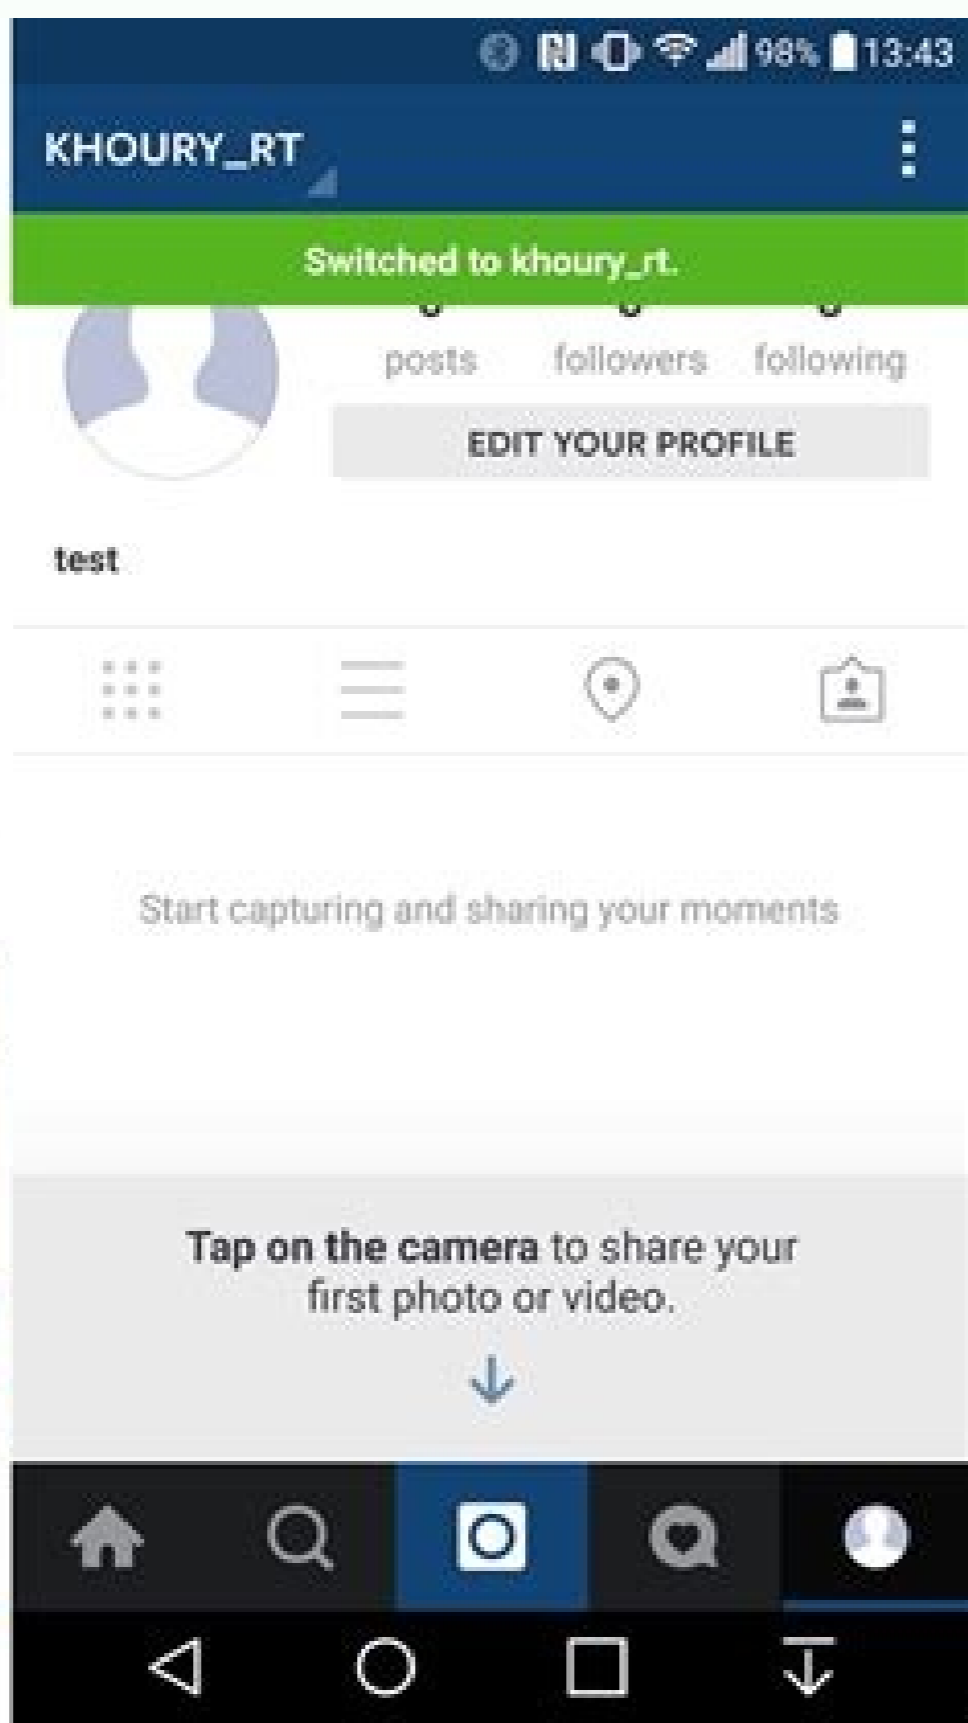 98% 13:43
KHOURY_RT
Switched to khoury_rt.
posts followers following
EDIT YOUR PROFILE
test
Start capturing and sharing your moments
Tap on the camera to share your
first photo or video.